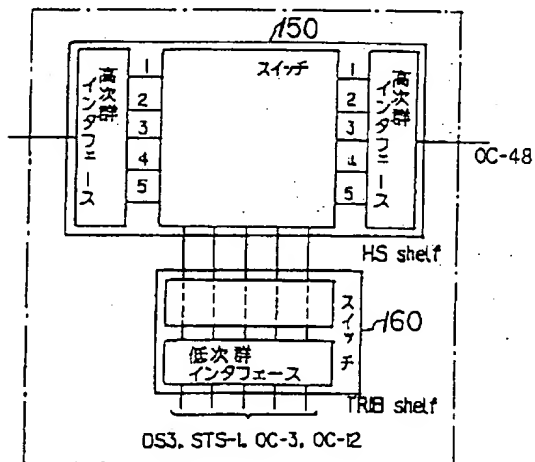 150
高次群インタフェース
1
2
3
4
5
スイッチ
1
2
3
4
5
高次群インタフェース
OC-48
HS shelf
スイッチ
160
低次群
インタフェース
TRIB shelf
DS3, STS-1, OC-3, OC-12